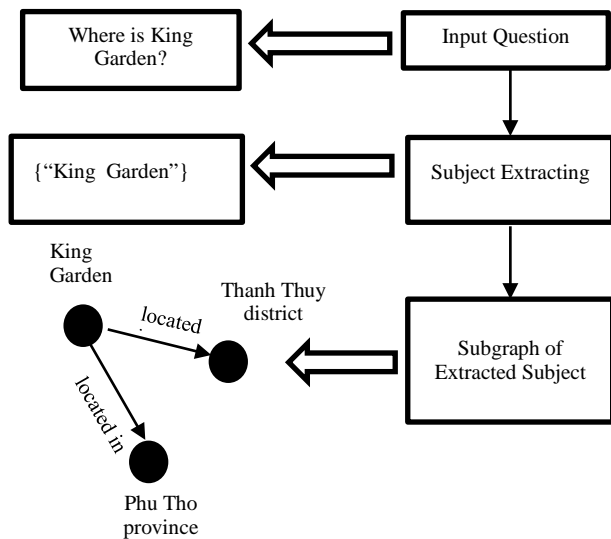 Where is King
Garden?
Input Question
{“King  Garden”}
Subject Extracting
King
Garden
Thanh Thuy
district
located
.
located in
Phu Tho
province
Subgraph of
Extracted Subject